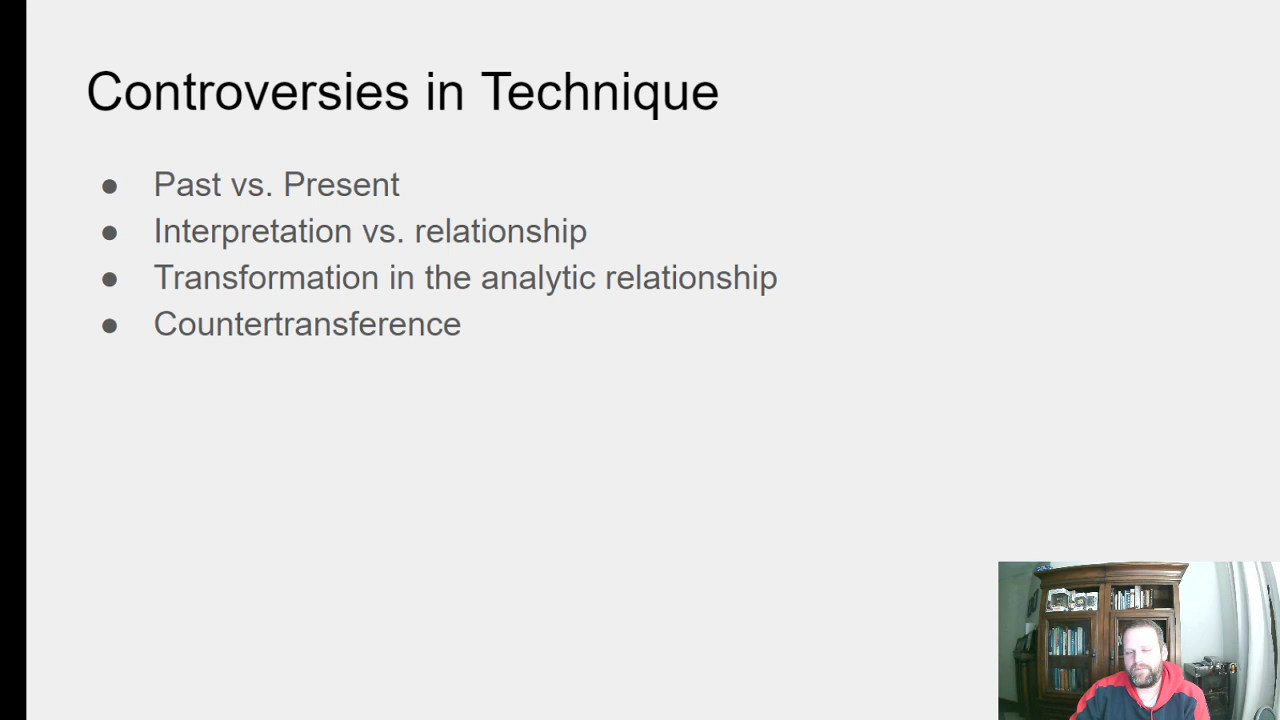 Controversies in Technique
● Past vs. Present
● Interpretation vs. relationship
● Transformation in the analytic relationship
● Countertransference